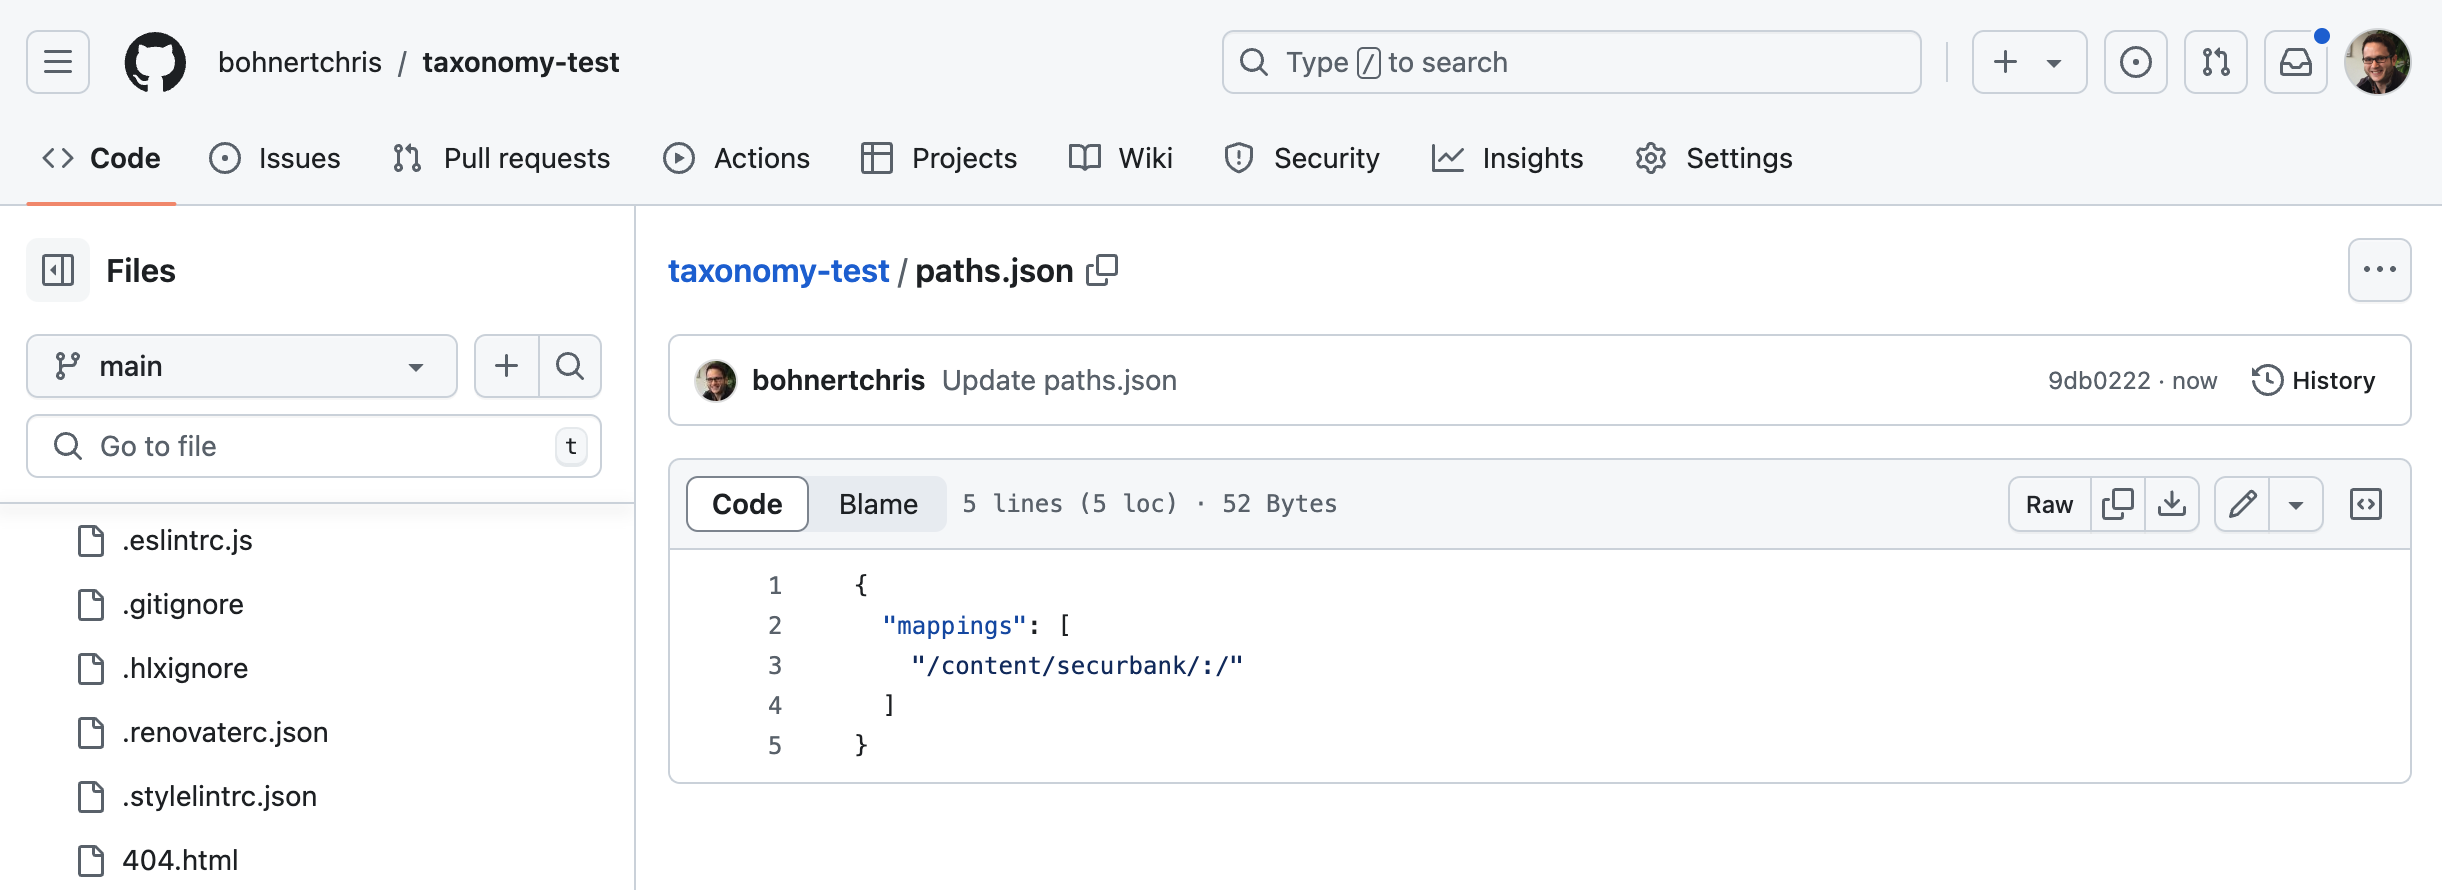 bohnertchris / taxonomy-test
Type / to search
Code
Issues
Pull requests
Actions
Projects
Wiki
Security
Insights
Settings
Files
main
Go to file
t
.eslintrc.js
.gitignore
.hlxignore
.renovaterc.json
.stylelintrc.json
404.html
taxonomy-test / paths.json
bohnertchris Update paths.json
9db0222 · now
History
Code
Blame
5 lines (5 loc) · 52 Bytes
Raw
1 {
2 "mappings": [
3 "/content/securbank/:/"
4 ]
5 }